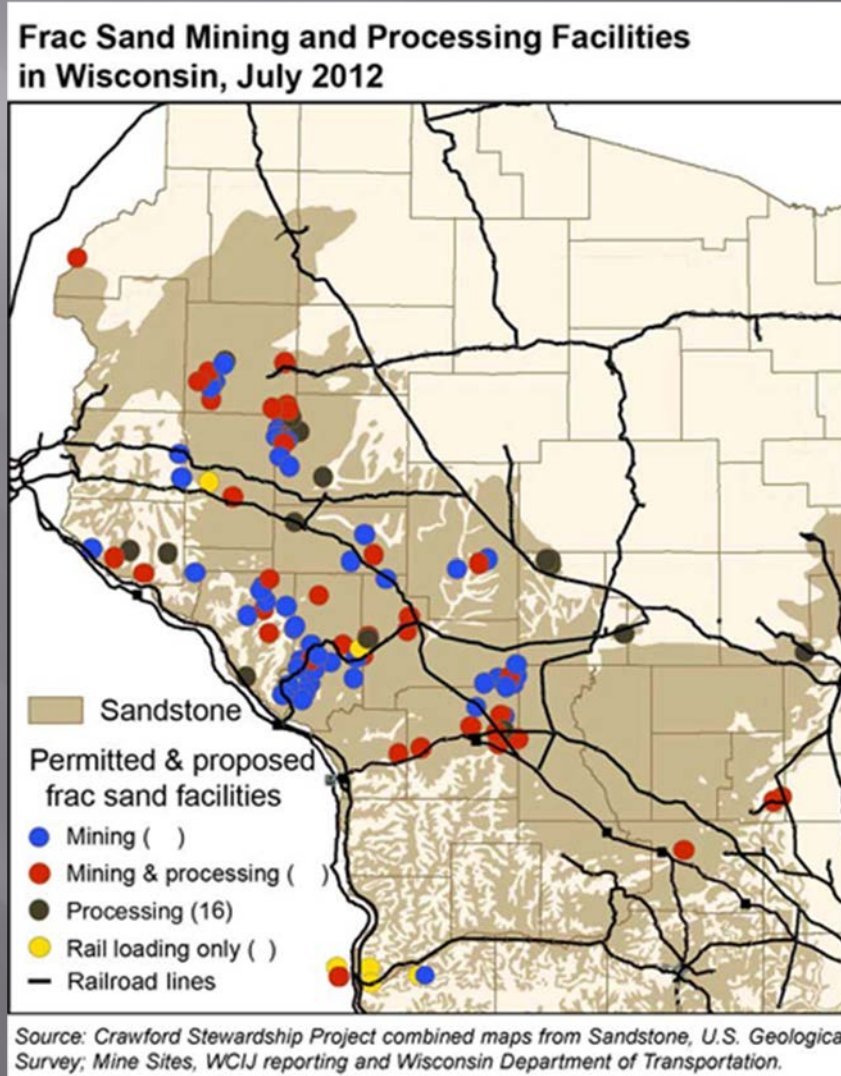 Frac Sand Mining and Processing Facilities
in Wisconsin, July 2012
Sandstone
Permitted & proposed
frac sand facilities
Mining ( )
Mining & processing ( )
Processing (16)
Rail loading only ( )
Railroad lines
Source: Crawford Stewardship Project combined maps from Sandstone, U.S. Geologica
Survey; Mine Sites, WCIJ reporting and Wisconsin Department of Transportation.